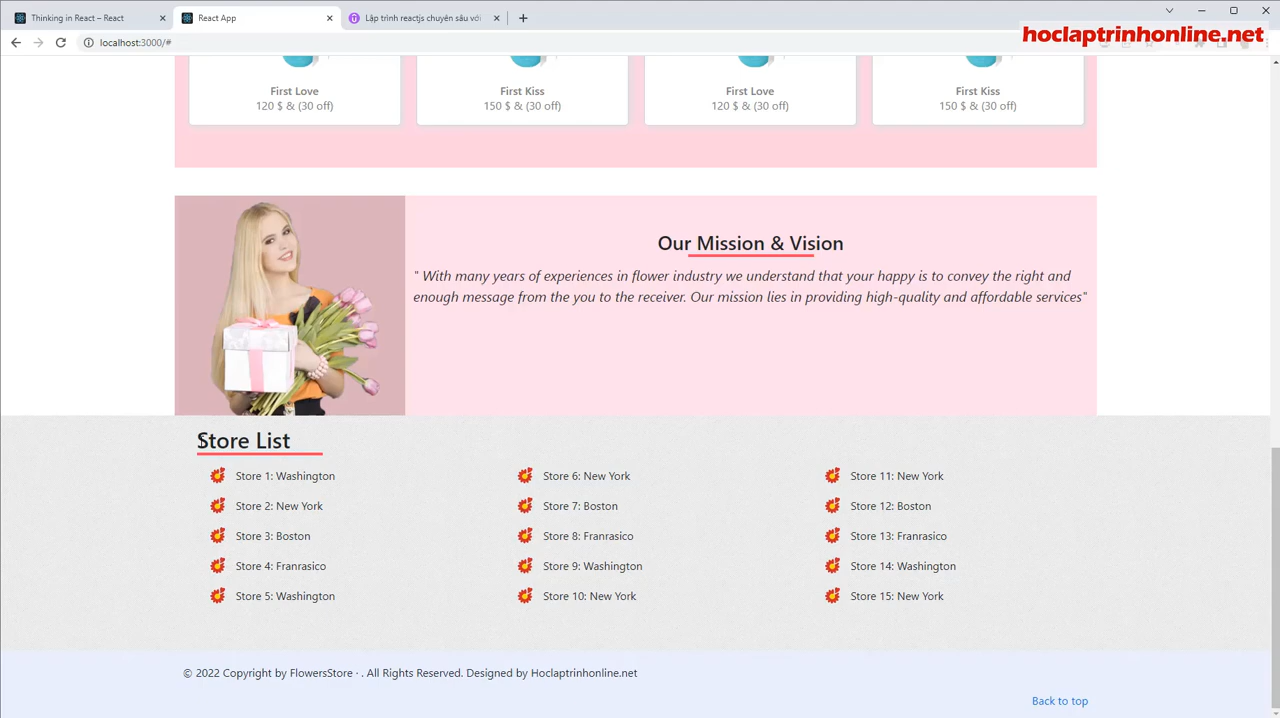 Thinking in React – React
React App
Lập trình reactjs chuyên sâu với
localhost:3000/#
hoclaptrinhonline.net
First Love
120 $ & (30 off)
First Kiss
150 $ & (30 off)
First Love
120 $ & (30 off)
First Kiss
150 $ & (30 off)
Our Mission & Vision
" With many years of experiences in flower industry we understand that your happy is to convey the right and
enough message from the you to the receiver. Our mission lies in providing high-quality and affordable services"
Store List
Store 1: Washington
Store 2: New York
Store 3: Boston
Store 4: Franrasico
Store 5: Washington
Store 6: New York
Store 7: Boston
Store 8: Franrasico
Store 9: Washington
Store 10: New York
Store 11: New York
Store 12: Boston
Store 13: Franrasico
Store 14: Washington
Store 15: New York
© 2022 Copyright by FlowersStore · . All Rights Reserved. Designed by Hoclaptrinhonline.net
Back to top